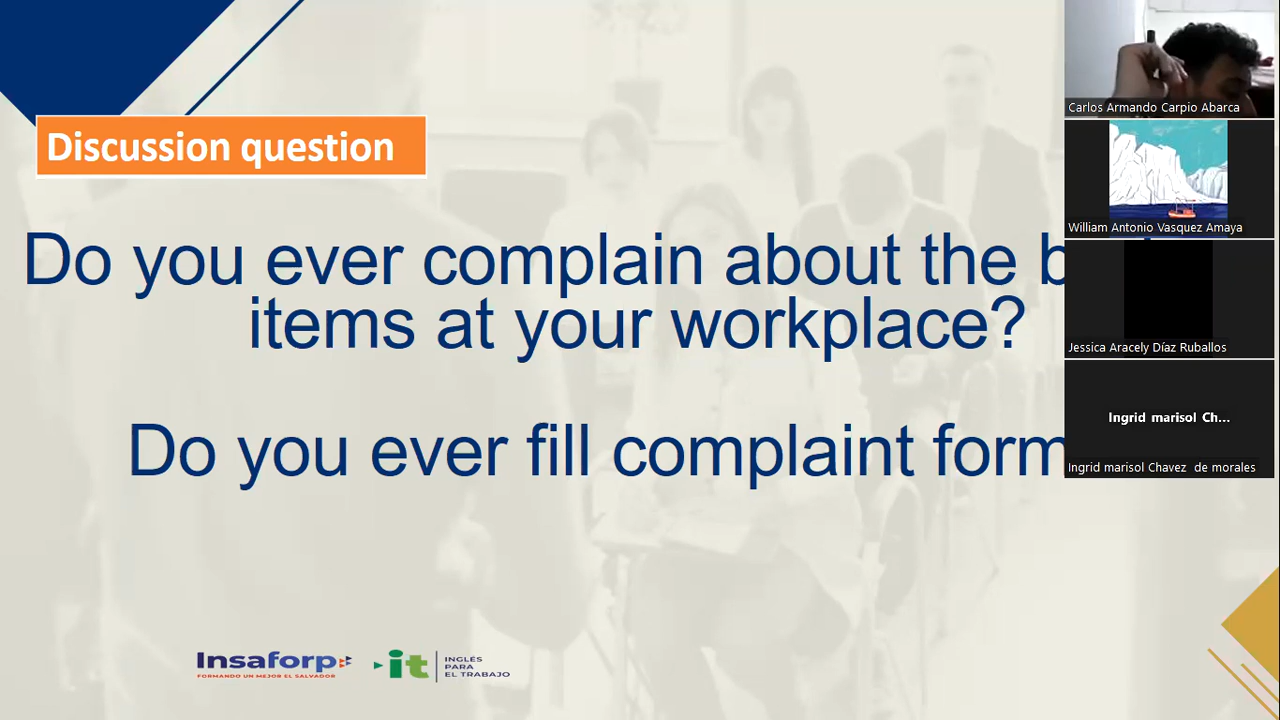 Discussion question
Do you ever complain about the
items at your workplace?
Do you ever fill complaint form
Insaforp
FORMANDO UN MEJOR EL SALVADOR
it
INGLÉS
PARA
EL TRABAJO
Carlos Armando Carpio Abarca
William Antonio Vasquez Amaya
Jessica Aracely Díaz Ruballos
Ingrid marisol Ch...
Ingrid marisol Chavez de morales